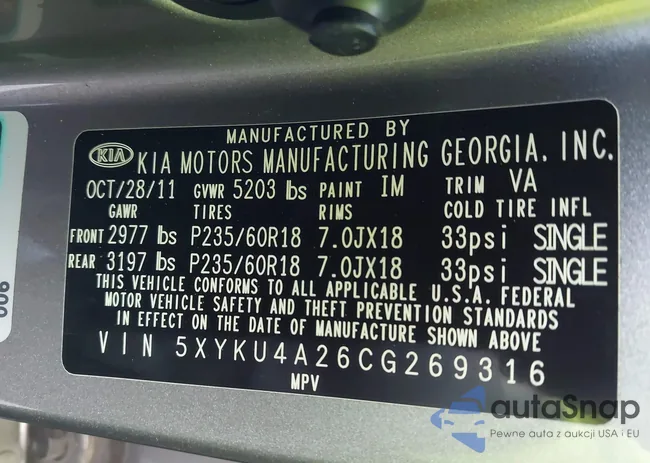 MANUFACTURED BY
KIA KIA MOTORS MANUFACTURING GEORGIA, INC.
OCT/28/11 GVWR 5203 lbs PAINT IM TRIM VA
GAWR TIRES RIMS COLD TIRE INFL
FRONT 2977 lbs P235/60R18 7.0JX18 33psi SINGLE
REAR 3197 lbs P235/60R18 7.0JX18 33psi SINGLE
THIS VEHICLE CONFORMS TO ALL APPLICABLE U.S.A. FEDERAL
MOTOR VEHICLE SAFETY AND THEFT PREVENTION STANDARDS
IN EFFECT ON THE DATE OF MANUFACTURE SHOWN ABOVE
VIN 5XYKU4A26CG269316
MPV
006
autaSnap
Pewne auta z aukcji USA i EU